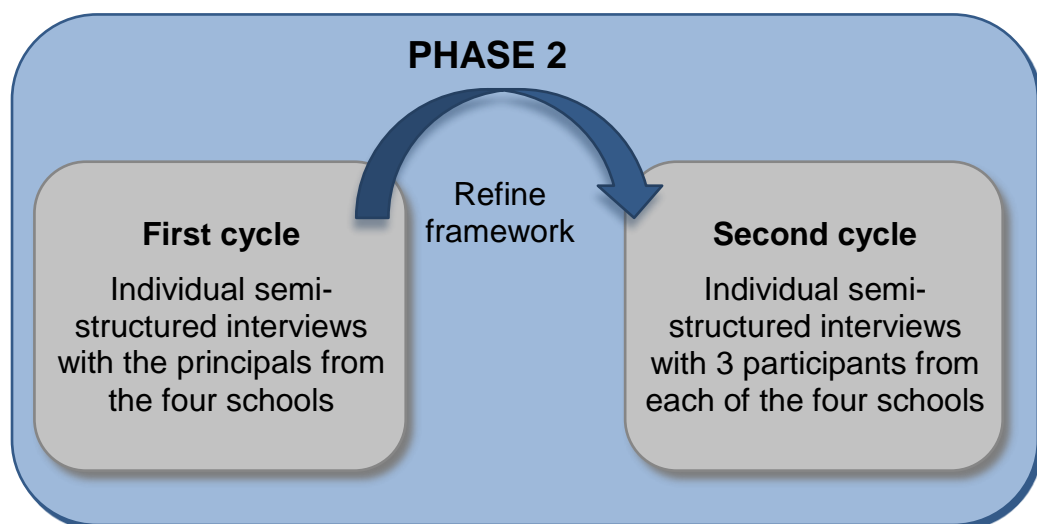 PHASE 2
First cycle
Individual semi-
structured interviews
with the principals from
the four schools
Refine
framework
Second cycle
Individual semi-
structured interviews
with 3 participants from
each of the four schools